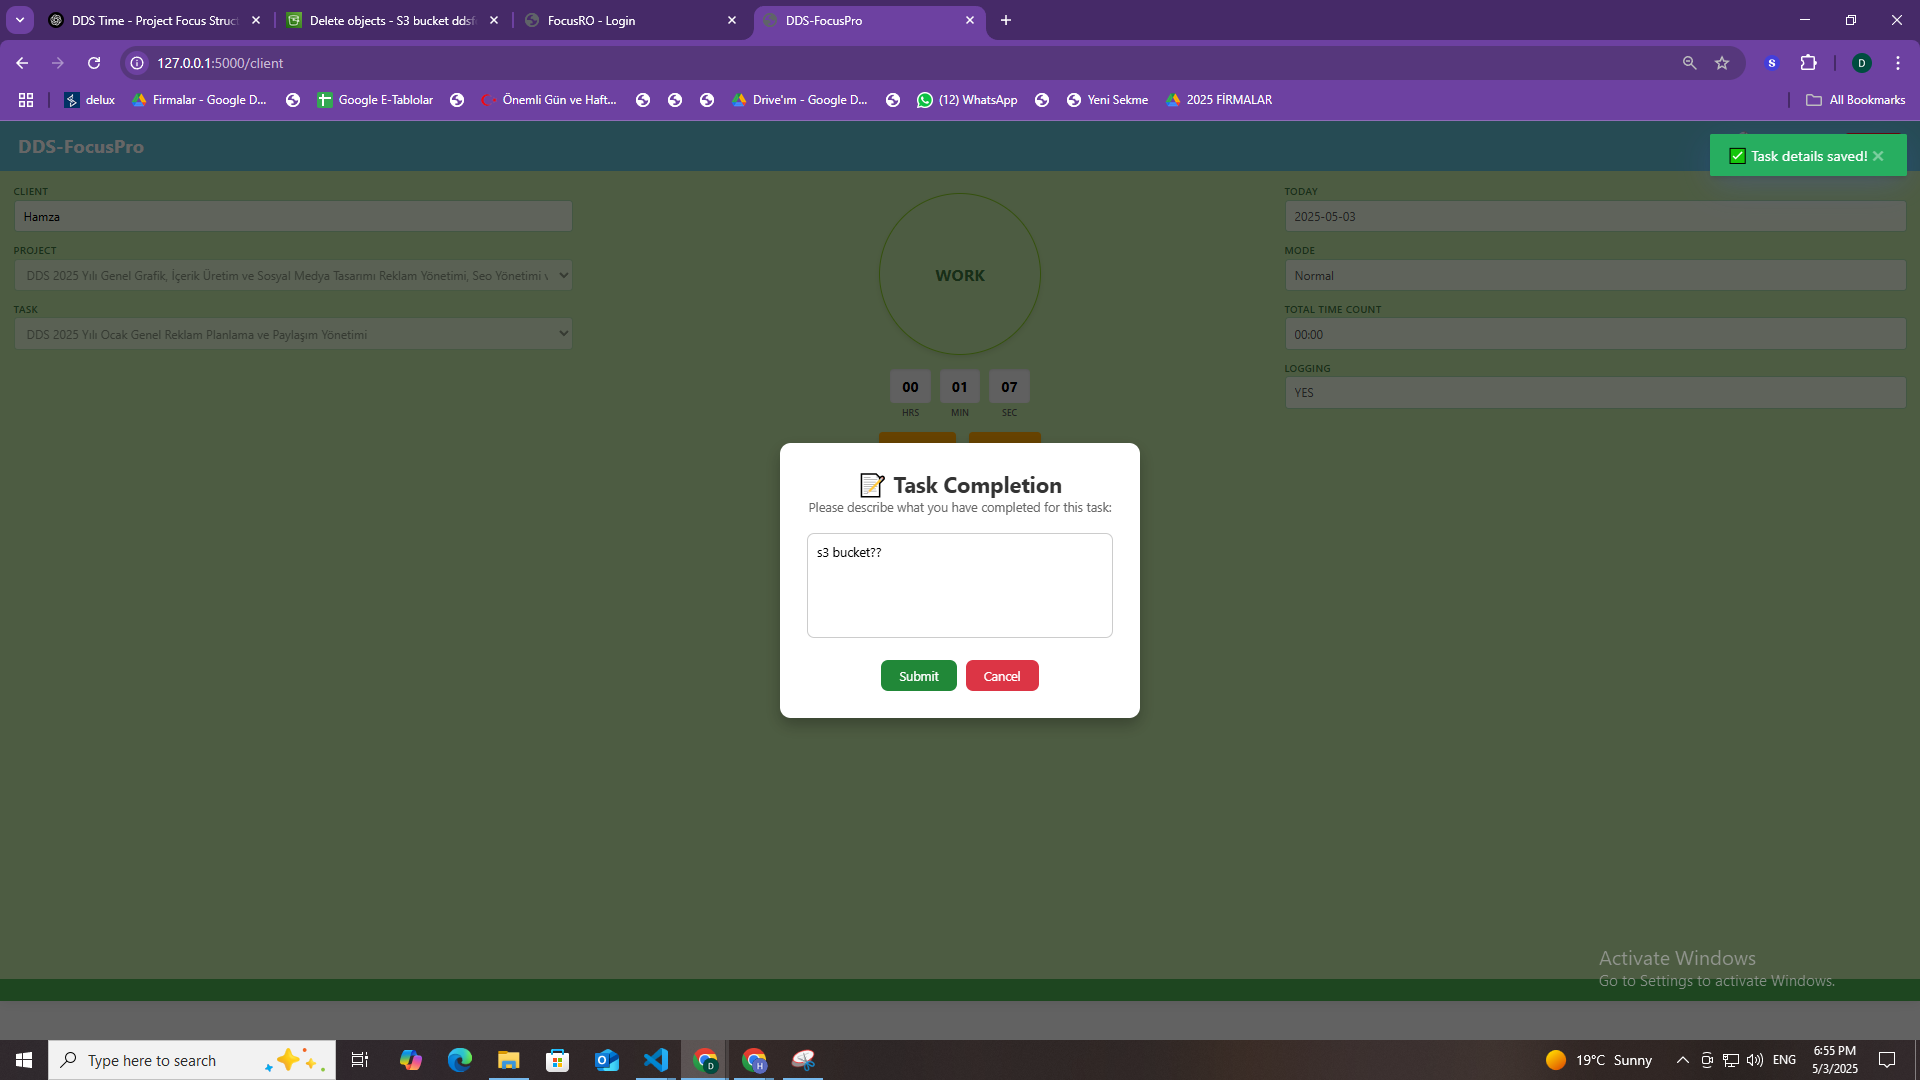 DDS Time - Project Focus Struct
Delete objects - S3 bucket ddsf
FocusRO - Login
DDS-FocusPro
127.0.0.1:5000/client
S
D
delux
Firmalar - Google D...
Google E-Tablolar
Önemli Gün ve Haft...
Drive'ım - Google D...
(12) WhatsApp
Yeni Sekme
2025 FİRMALAR
All Bookmarks
DDS-FocusPro
✅ Task details saved! ×
CLIENT
Hamza
PROJECT
DDS 2025 Yılı Genel Grafik, İçerik Üretim ve Sosyal Medya Tasarımı Reklam Yönetimi, Seo Yönetimi v
TASK
DDS 2025 Yılı Ocak Genel Reklam Planlama ve Paylaşım Yönetimi
WORK
00 01 07
HRS MIN SEC
TODAY
2025-05-03
MODE
Normal
TOTAL TIME COUNT
00:00
LOGGING
YES
📝 Task Completion
Please describe what you have completed for this task:
s3 bucket??
Submit Cancel
Activate Windows
Go to Settings to activate Windows.
Type here to search
D
H
19°C Sunny
ENG
6:55 PM
5/3/2025